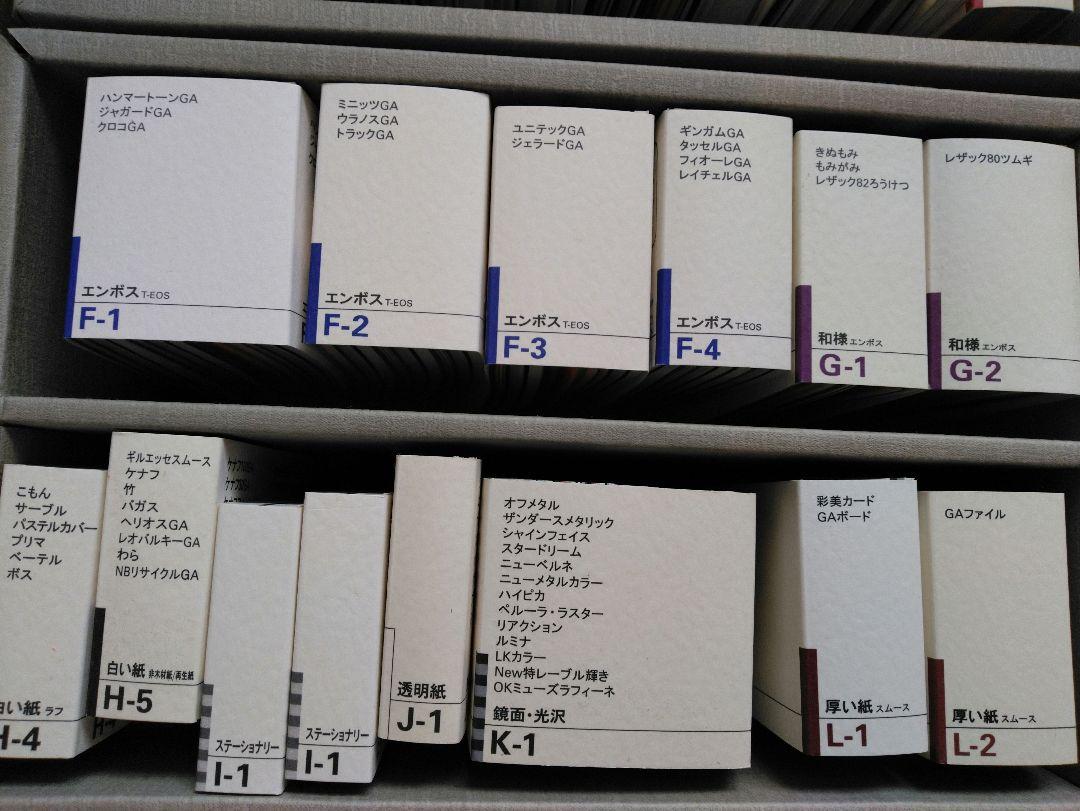 ハンマートーンGA
ジャガードGA
クロコGA
エンボス T-EOS
F-1
ミニッツGA
ウラノスGA
トラックGA
エンボス T-EOS
F-2
ユニテックGA
ジェラードGA
エンボス T-EOS
F-3
ギンガムGA
タッセルGA
フィオーレGA
レイチェルGA
エンボス T-EOS
F-4
きぬもみ
もみがみ
レザック82ろうけつ
和様 エンボス
G-1
レザック80ツムギ
和様 エンボス
G-2
こもん
サーブル
パステルカバー
プリマ
ベーテル
ボス
白い紙 ラフ
H-4
ギルエッセスムース
ケナフ
竹
バガス
ヘリオスGA
レオバルキーGA
わら
NBリサイクルGA
白い紙 非木材紙/再生紙
H-5
ステーショナリー
I-1
ステーショナリー
I-1
透明紙
J-1
オフメタル
ザンダースメタリック
シャインフェイス
スタードリーム
ニューベルネ
ニューメタルカラー
ハイピカ
ペルーラ・ラスター
リアクション
ルミナ
LKカラー
New特レーブル輝き
OKミューズラフィーネ
鏡面・光沢
K-1
彩美カード
GAボード
厚い紙 スムース
L-1
GAファイル
厚い紙 スムース
L-2